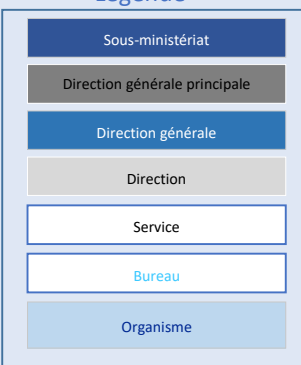 Légende
Sous-ministériat
Direction générale principale
Direction générale
Direction
Service
Bureau
Organisme